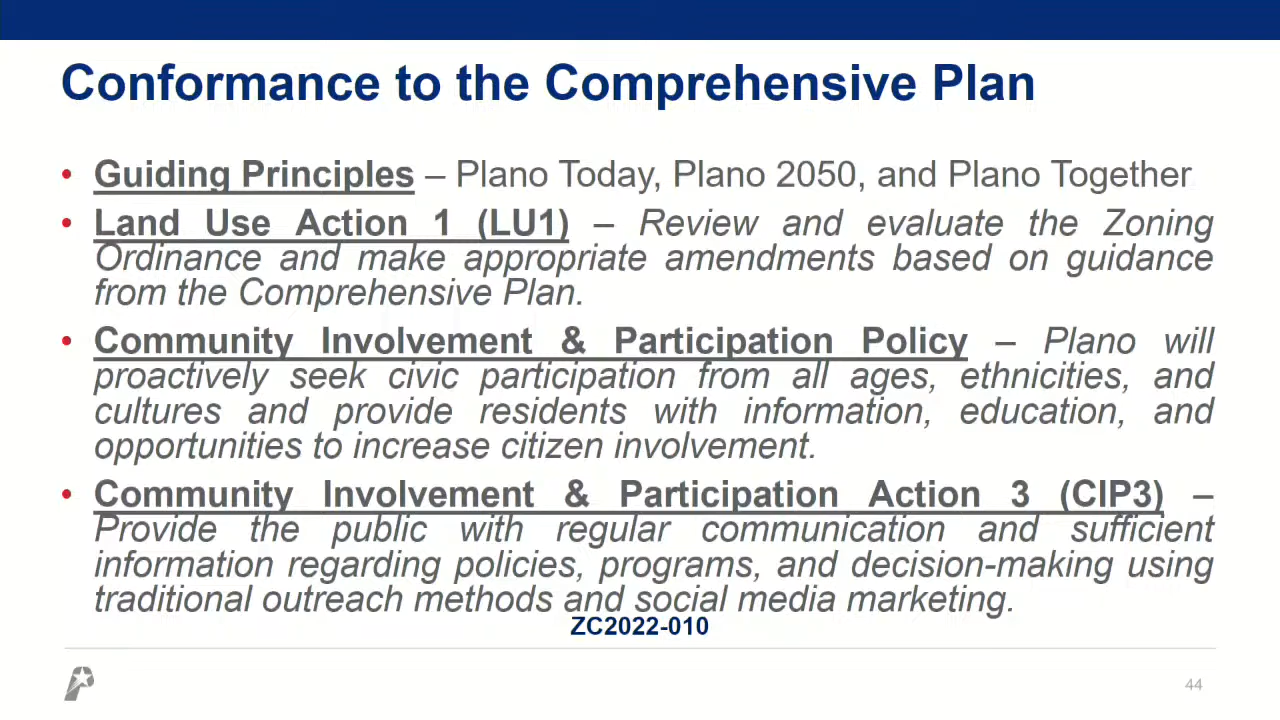 Conformance to the Comprehensive Plan
• Guiding Principles – Plano Today, Plano 2050, and Plano Together
• Land Use Action 1 (LU1) – Review and evaluate the Zoning
Ordinance and make appropriate amendments based on guidance
from the Comprehensive Plan.
• Community Involvement & Participation Policy – Plano will
proactively seek civic participation from all ages, ethnicities, and
cultures and provide residents with information, education, and
opportunities to increase citizen involvement.
• Community Involvement & Participation Action 3 (CIP3) –
Provide the public with regular communication and sufficient
information regarding policies, programs, and decision-making using
traditional outreach methods and social media marketing.
ZC2022-010
44